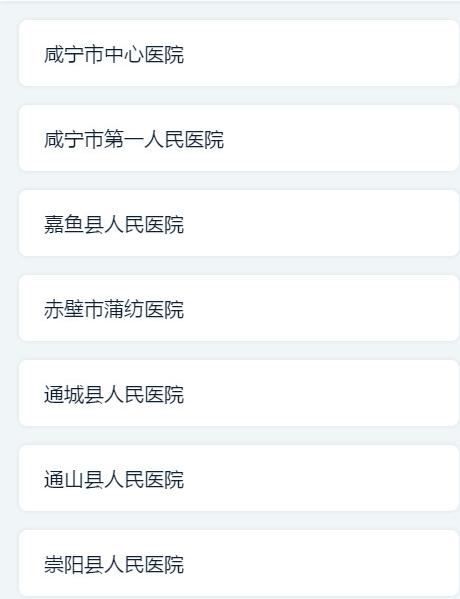 咸宁市中心医院
咸宁市第一人民医院
嘉鱼县人民医院
赤壁市蒲纺医院
通城县人民医院
通山县人民医院
崇阳县人民医院